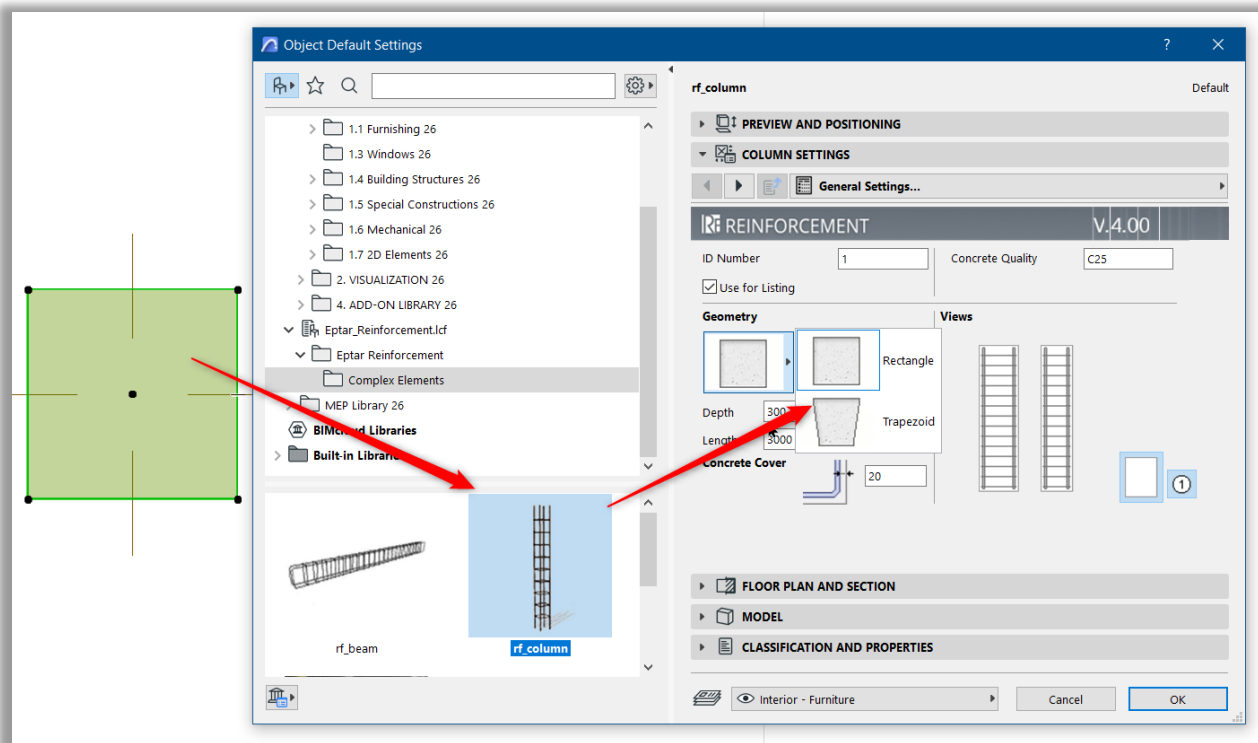 Object Default Settings
?
rf_column
Default
1.1 Furnishing 26
1.3 Windows 26
1.4 Building Structures 26
1.5 Special Constructions 26
1.6 Mechanical 26
1.7 2D Elements 26
2. VISUALIZATION 26
4. ADD-ON LIBRARY 26
Eptar_Reinforcement.lcf
Eptar Reinforcement
Complex Elements
MEP Library 26
BIMcloud Libraries
Built-in Libraries
rf_beam
rf_column
PREVIEW AND POSITIONING
COLUMN SETTINGS
General Settings...
REINFORCEMENT V.4.00
ID Number 1 Concrete Quality C25
Use for Listing
Geometry Views
Rectangle
Trapezoid
Depth 300
Length 3000
Concrete Cover
20
1
FLOOR PLAN AND SECTION
MODEL
CLASSIFICATION AND PROPERTIES
Interior - Furniture
Cancel OK